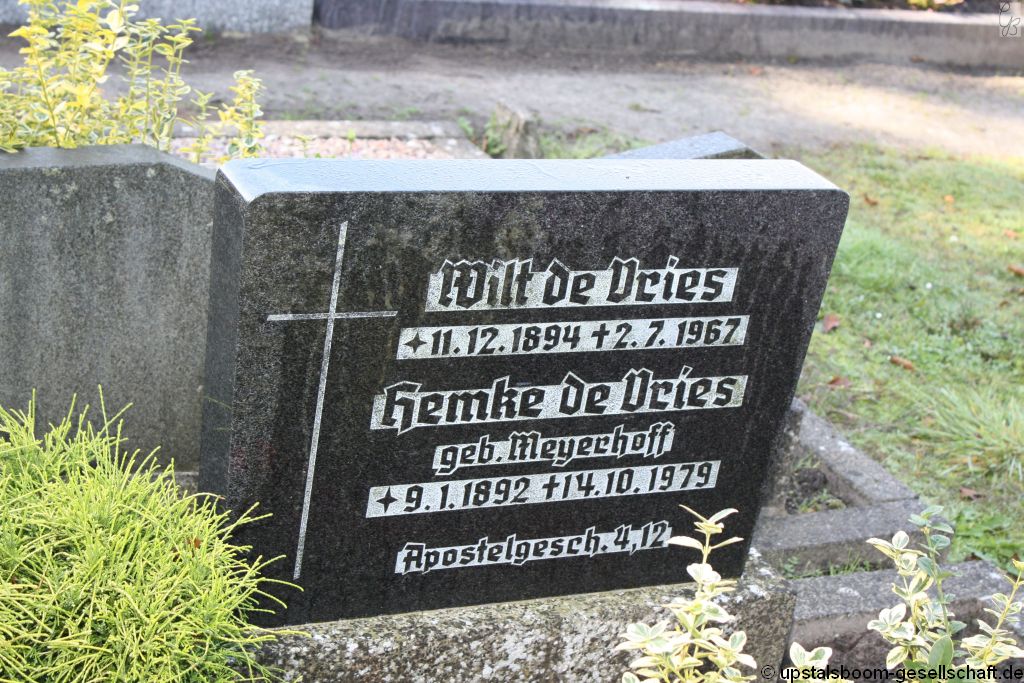 Wilt de Vries
✦11.12.1894 ✝2.7.1967
Hemke de Vries
geb. Meyerhoff
✦9.1.1892 ✝14.10.1979
Apostelgesch. 4,12
© upstalsboom-gesellschaft.de